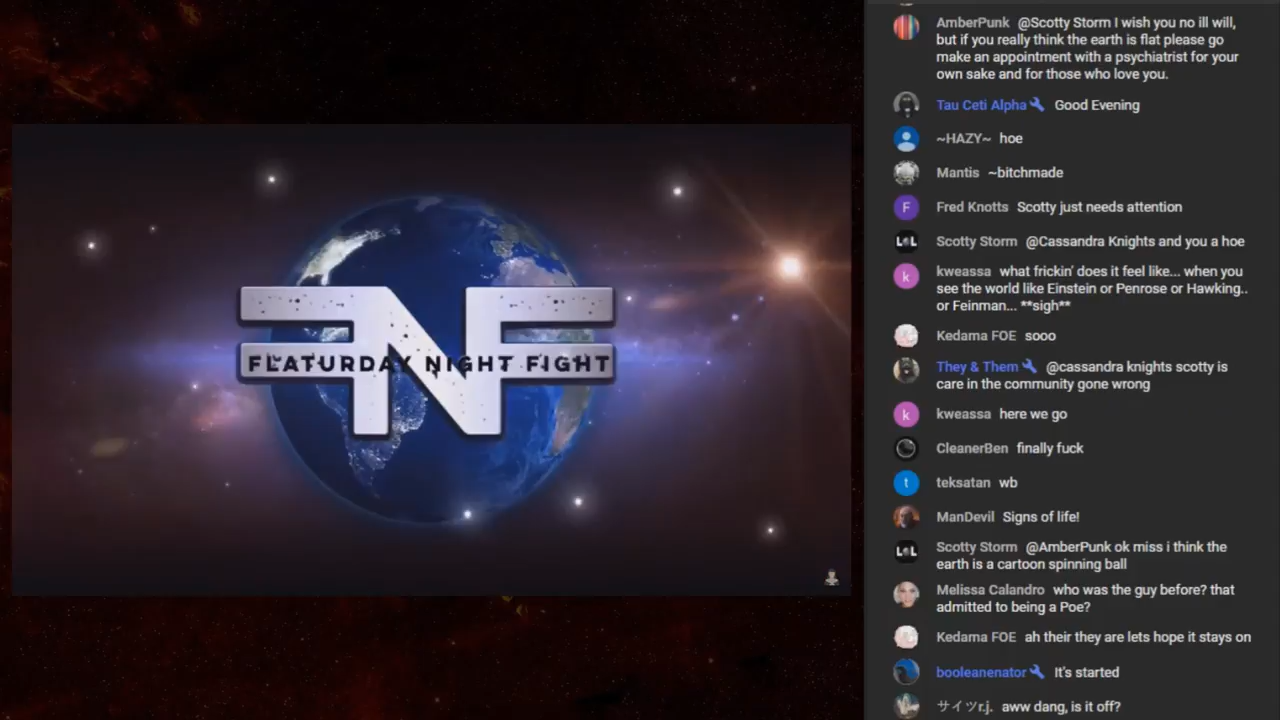 FNF
FLATURDAY NIGHT FIGHT
AmberPunk @Scotty Storm I wish you no ill will,
but if you really think the earth is flat please go
make an appointment with a psychiatrist for your
own sake and for those who love you.
Tau Ceti Alpha Good Evening
~HAZY~ hoe
Mantis ~bitchmade
F
Fred Knotts Scotty just needs attention
LOL
Scotty Storm @Cassandra Knights and you a hoe
k
kweassa what frickin' does it feel like... when you
see the world like Einstein or Penrose or Hawking..
or Feinman... **sigh**
Kedama FOE sooo
They & Them @cassandra knights scotty is
care in the community gone wrong
k
kweassa here we go
CleanerBen finally fuck
t
teksatan wb
ManDevil Signs of life!
LOL
Scotty Storm @AmberPunk ok miss i think the
earth is a cartoon spinning ball
Melissa Calandro who was the guy before? that
admitted to being a Poe?
Kedama FOE ah their they are lets hope it stays on
booleanenator It's started
サイツr.j. aww dang, is it off?